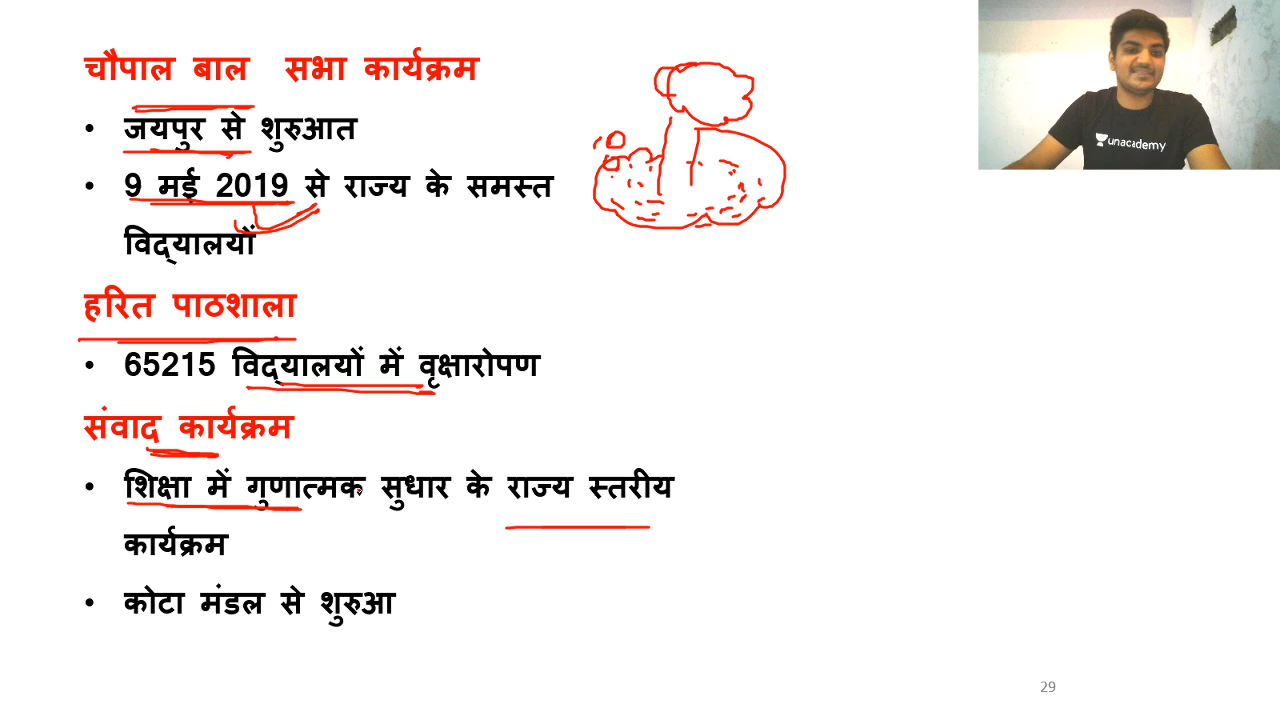 चौपाल बाल सभा कार्यक्रम
• जयपुर से शुरुआत
• 9 मई 2019 से राज्य के समस्त
विद्यालयों
हरित पाठशाला
• 65215 विद्यालयों में वृक्षारोपण
संवाद कार्यक्रम
• शिक्षा में गुणात्मक सुधार के राज्य स्तरीय
कार्यक्रम
• कोटा मंडल से शुरुआ
unacademy
29